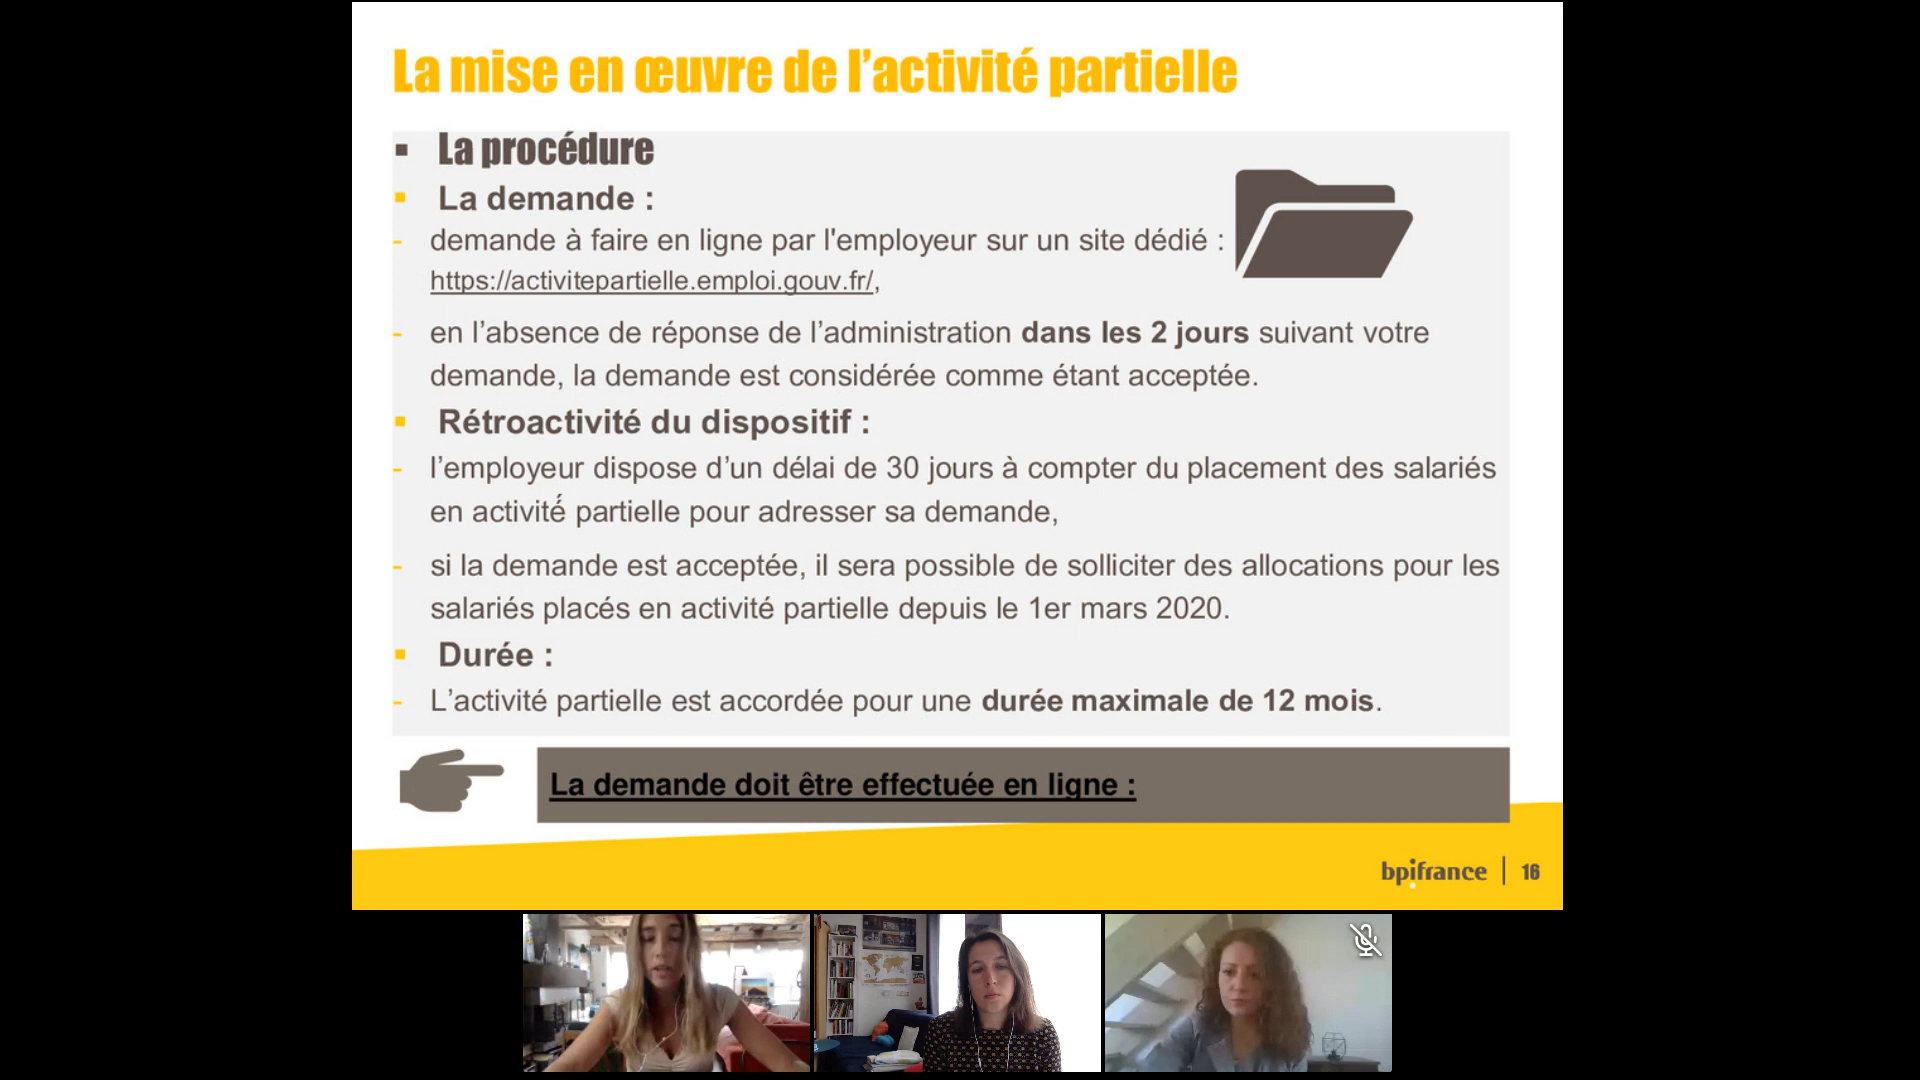 La mise en œuvre de l’activité partielle
▪ La procédure
▪ La demande :
- demande à faire en ligne par l'employeur sur un site dédié :
https://activitepartielle.emploi.gouv.fr/,
- en l’absence de réponse de l’administration dans les 2 jours suivant votre
demande, la demande est considérée comme étant acceptée.
▪ Rétroactivité du dispositif :
- l’employeur dispose d’un délai de 30 jours à compter du placement des salariés
en activité́ partielle pour adresser sa demande,
- si la demande est acceptée, il sera possible de solliciter des allocations pour les
salariés placés en activité partielle depuis le 1er mars 2020.
▪ Durée :
- L’activité partielle est accordée pour une durée maximale de 12 mois.
La demande doit être effectuée en ligne :
bpifrance | 16